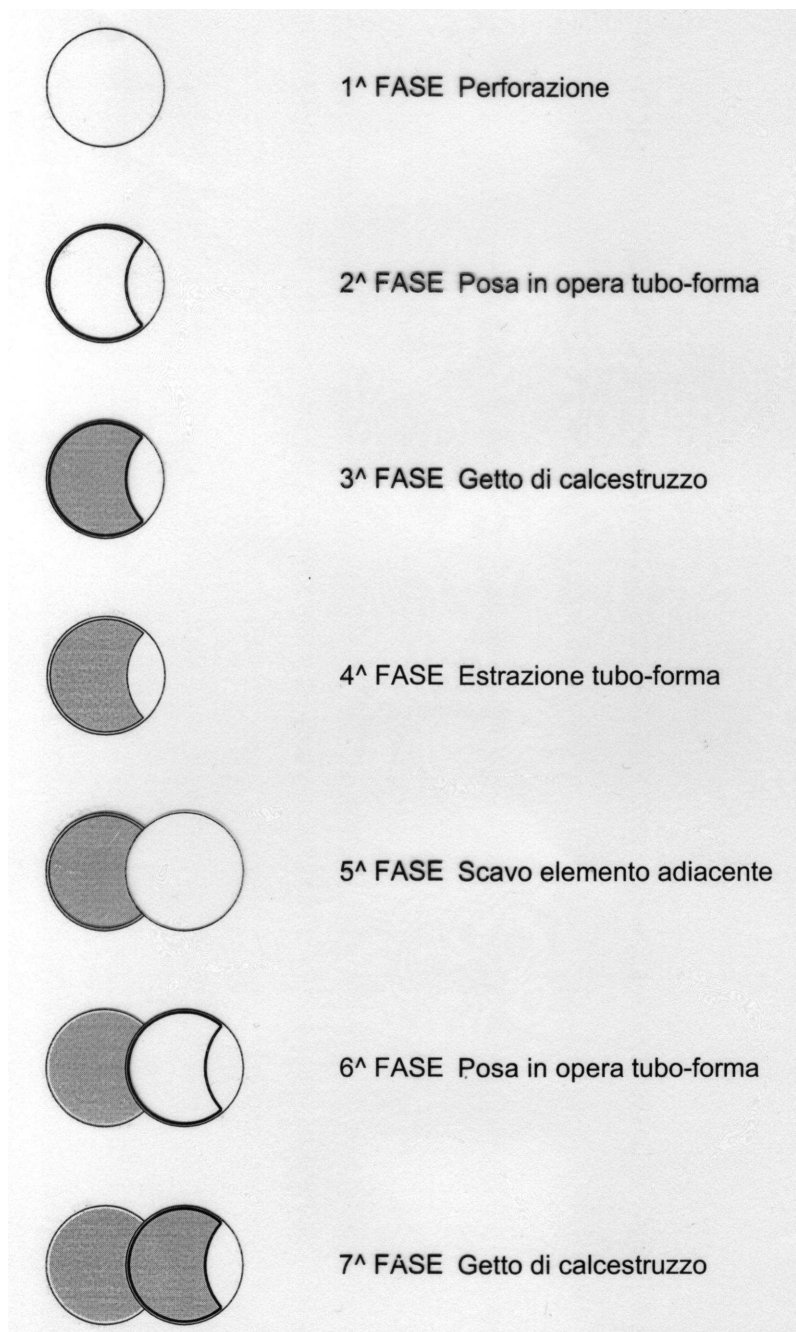 1^ FASE Perforazione
2^ FASE Posa in opera tubo-forma
3^ FASE Getto di calcestruzzo
4^ FASE Estrazione tubo-forma
5^ FASE Scavo elemento adiacente
6^ FASE Posa in opera tubo-forma
7^ FASE Getto di calcestruzzo